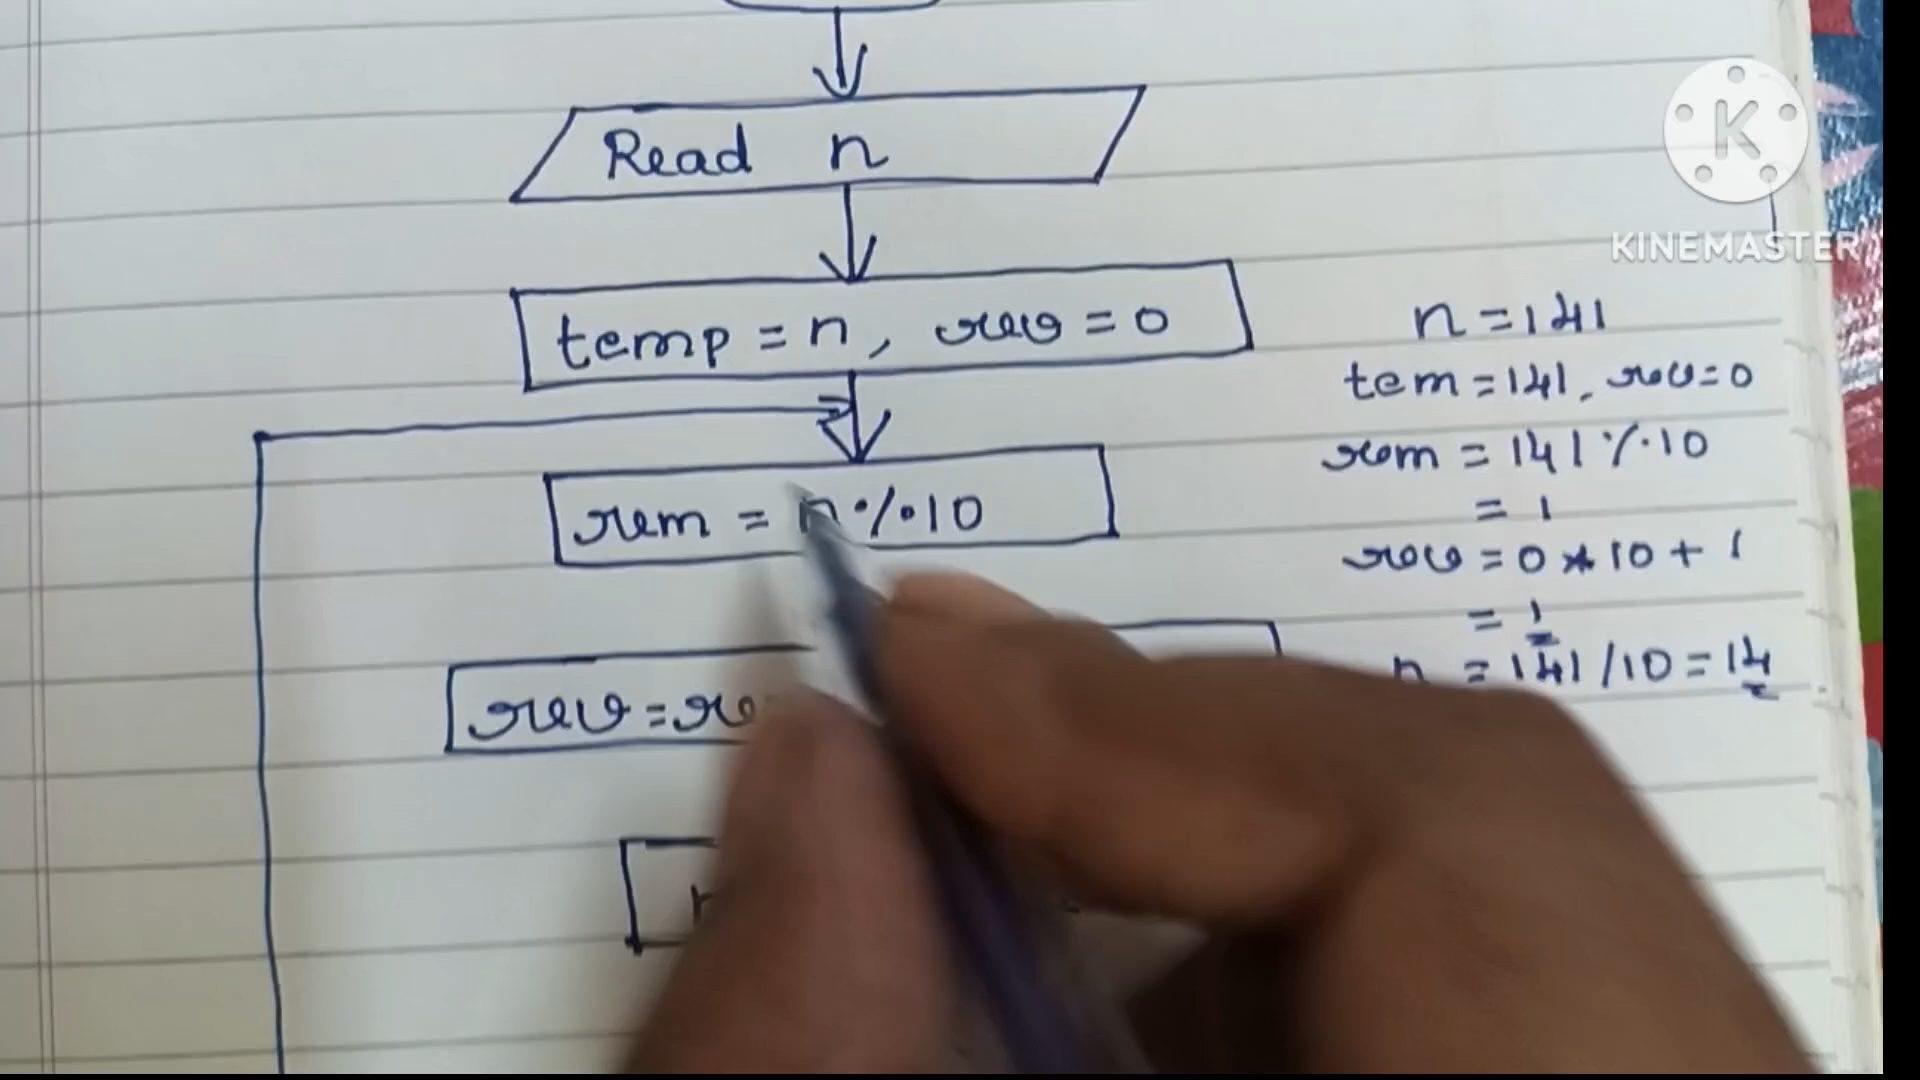 Read n
temp = n, rev = 0
rem = n % 10
rev = re
n = 141
tem = 141, rev = 0
rem = 141 % 10
= 1
rev = 0 * 10 + 1
= 1
n = 141 / 10 = 14
K
KINEMASTER